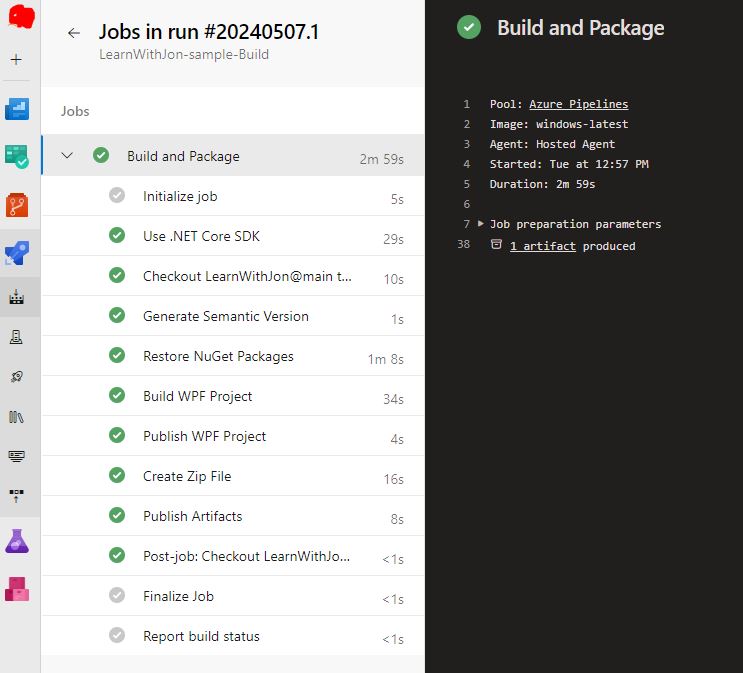 Jobs in run #20240507.1
LearnWithJon-sample-Build
Jobs
Build and Package 2m 59s
Initialize job 5s
Use .NET Core SDK 29s
Checkout LearnWithJon@main t... 10s
Generate Semantic Version 1s
Restore NuGet Packages 1m 8s
Build WPF Project 34s
Publish WPF Project 4s
Create Zip File 16s
Publish Artifacts 8s
Post-job: Checkout LearnWithJo... <1s
Finalize Job <1s
Report build status <1s
Build and Package
1 Pool: Azure Pipelines
2 Image: windows-latest
3 Agent: Hosted Agent
4 Started: Tue at 12:57 PM
5 Duration: 2m 59s
6
7 Job preparation parameters
38 1 artifact produced